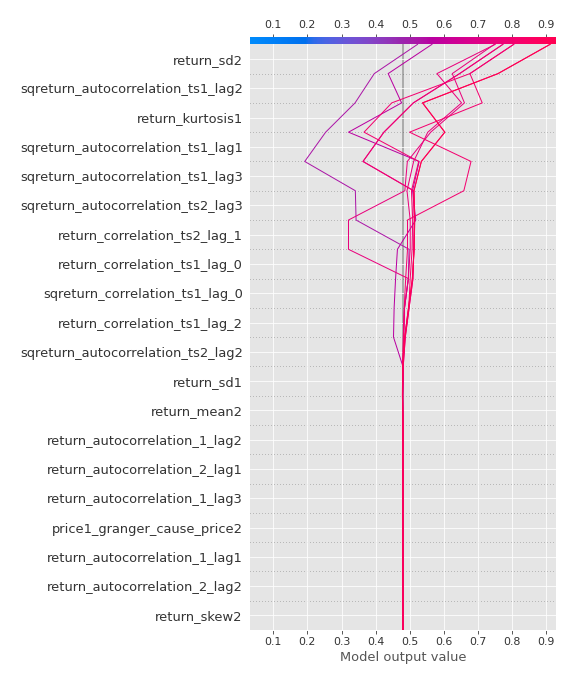 0.1 0.2 0.3 0.4 0.5 0.6 0.7 0.8 0.9
return_sd2
sqreturn_autocorrelation_ts1_lag2
return_kurtosis1
sqreturn_autocorrelation_ts1_lag1
sqreturn_autocorrelation_ts1_lag3
sqreturn_autocorrelation_ts2_lag3
return_correlation_ts2_lag_1
return_correlation_ts1_lag_0
sqreturn_correlation_ts1_lag_0
return_correlation_ts1_lag_2
sqreturn_autocorrelation_ts2_lag2
return_sd1
return_mean2
return_autocorrelation_1_lag2
return_autocorrelation_2_lag1
return_autocorrelation_1_lag3
price1_granger_cause_price2
return_autocorrelation_1_lag1
return_autocorrelation_2_lag2
return_skew2
0.1 0.2 0.3 0.4 0.5 0.6 0.7 0.8 0.9
Model output value